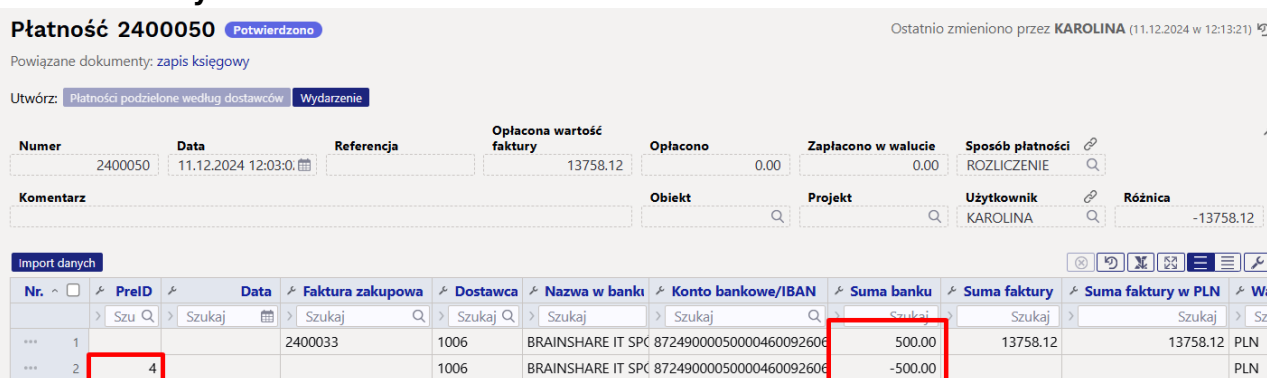 Płatność 2400050 Potwierdzono
Ostatnio zmieniono przez KAROLINA (11.12.2024 w 12:13:21)
Powiązane dokumenty: zapis księgowy
Utwórz: Płatności podzielone według dostawców Wydarzenie
Numer Data Referencja Opłacona wartość faktury Opłacono Zapłacono w walucie Sposób płatności
2400050 11.12.2024 12:03:0. 13758.12 0.00 0.00 ROZLICZENIE
Komentarz Obiekt Projekt Użytkownik Różnica
KAROLINA -13758.12
Import danych
Nr. PreID Data Faktura zakupowa Dostawca Nazwa w banku Konto bankowe/IBAN Suma banku Suma faktury Suma faktury w PLN Wa
Szu Szukaj Szukaj Szukaj Szukaj Szukaj Szukaj Szukaj Szukaj Sz
1 2400033 1006 BRAINSHARE IT SPO 87249000050000460092606 500.00 13758.12 13758.12 PLN
2 4 1006 BRAINSHARE IT SPO 87249000050000460092606 -500.00 PLN